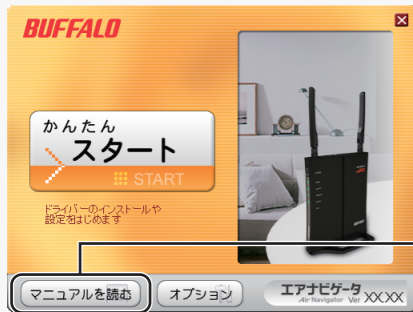 BUFFALO
かんたん
スタート
START
ドライバーのインストールや
設定をはじめます
マニュアルを読む
オプション
エアナビゲータ
Air Navigator Ver XX.XX